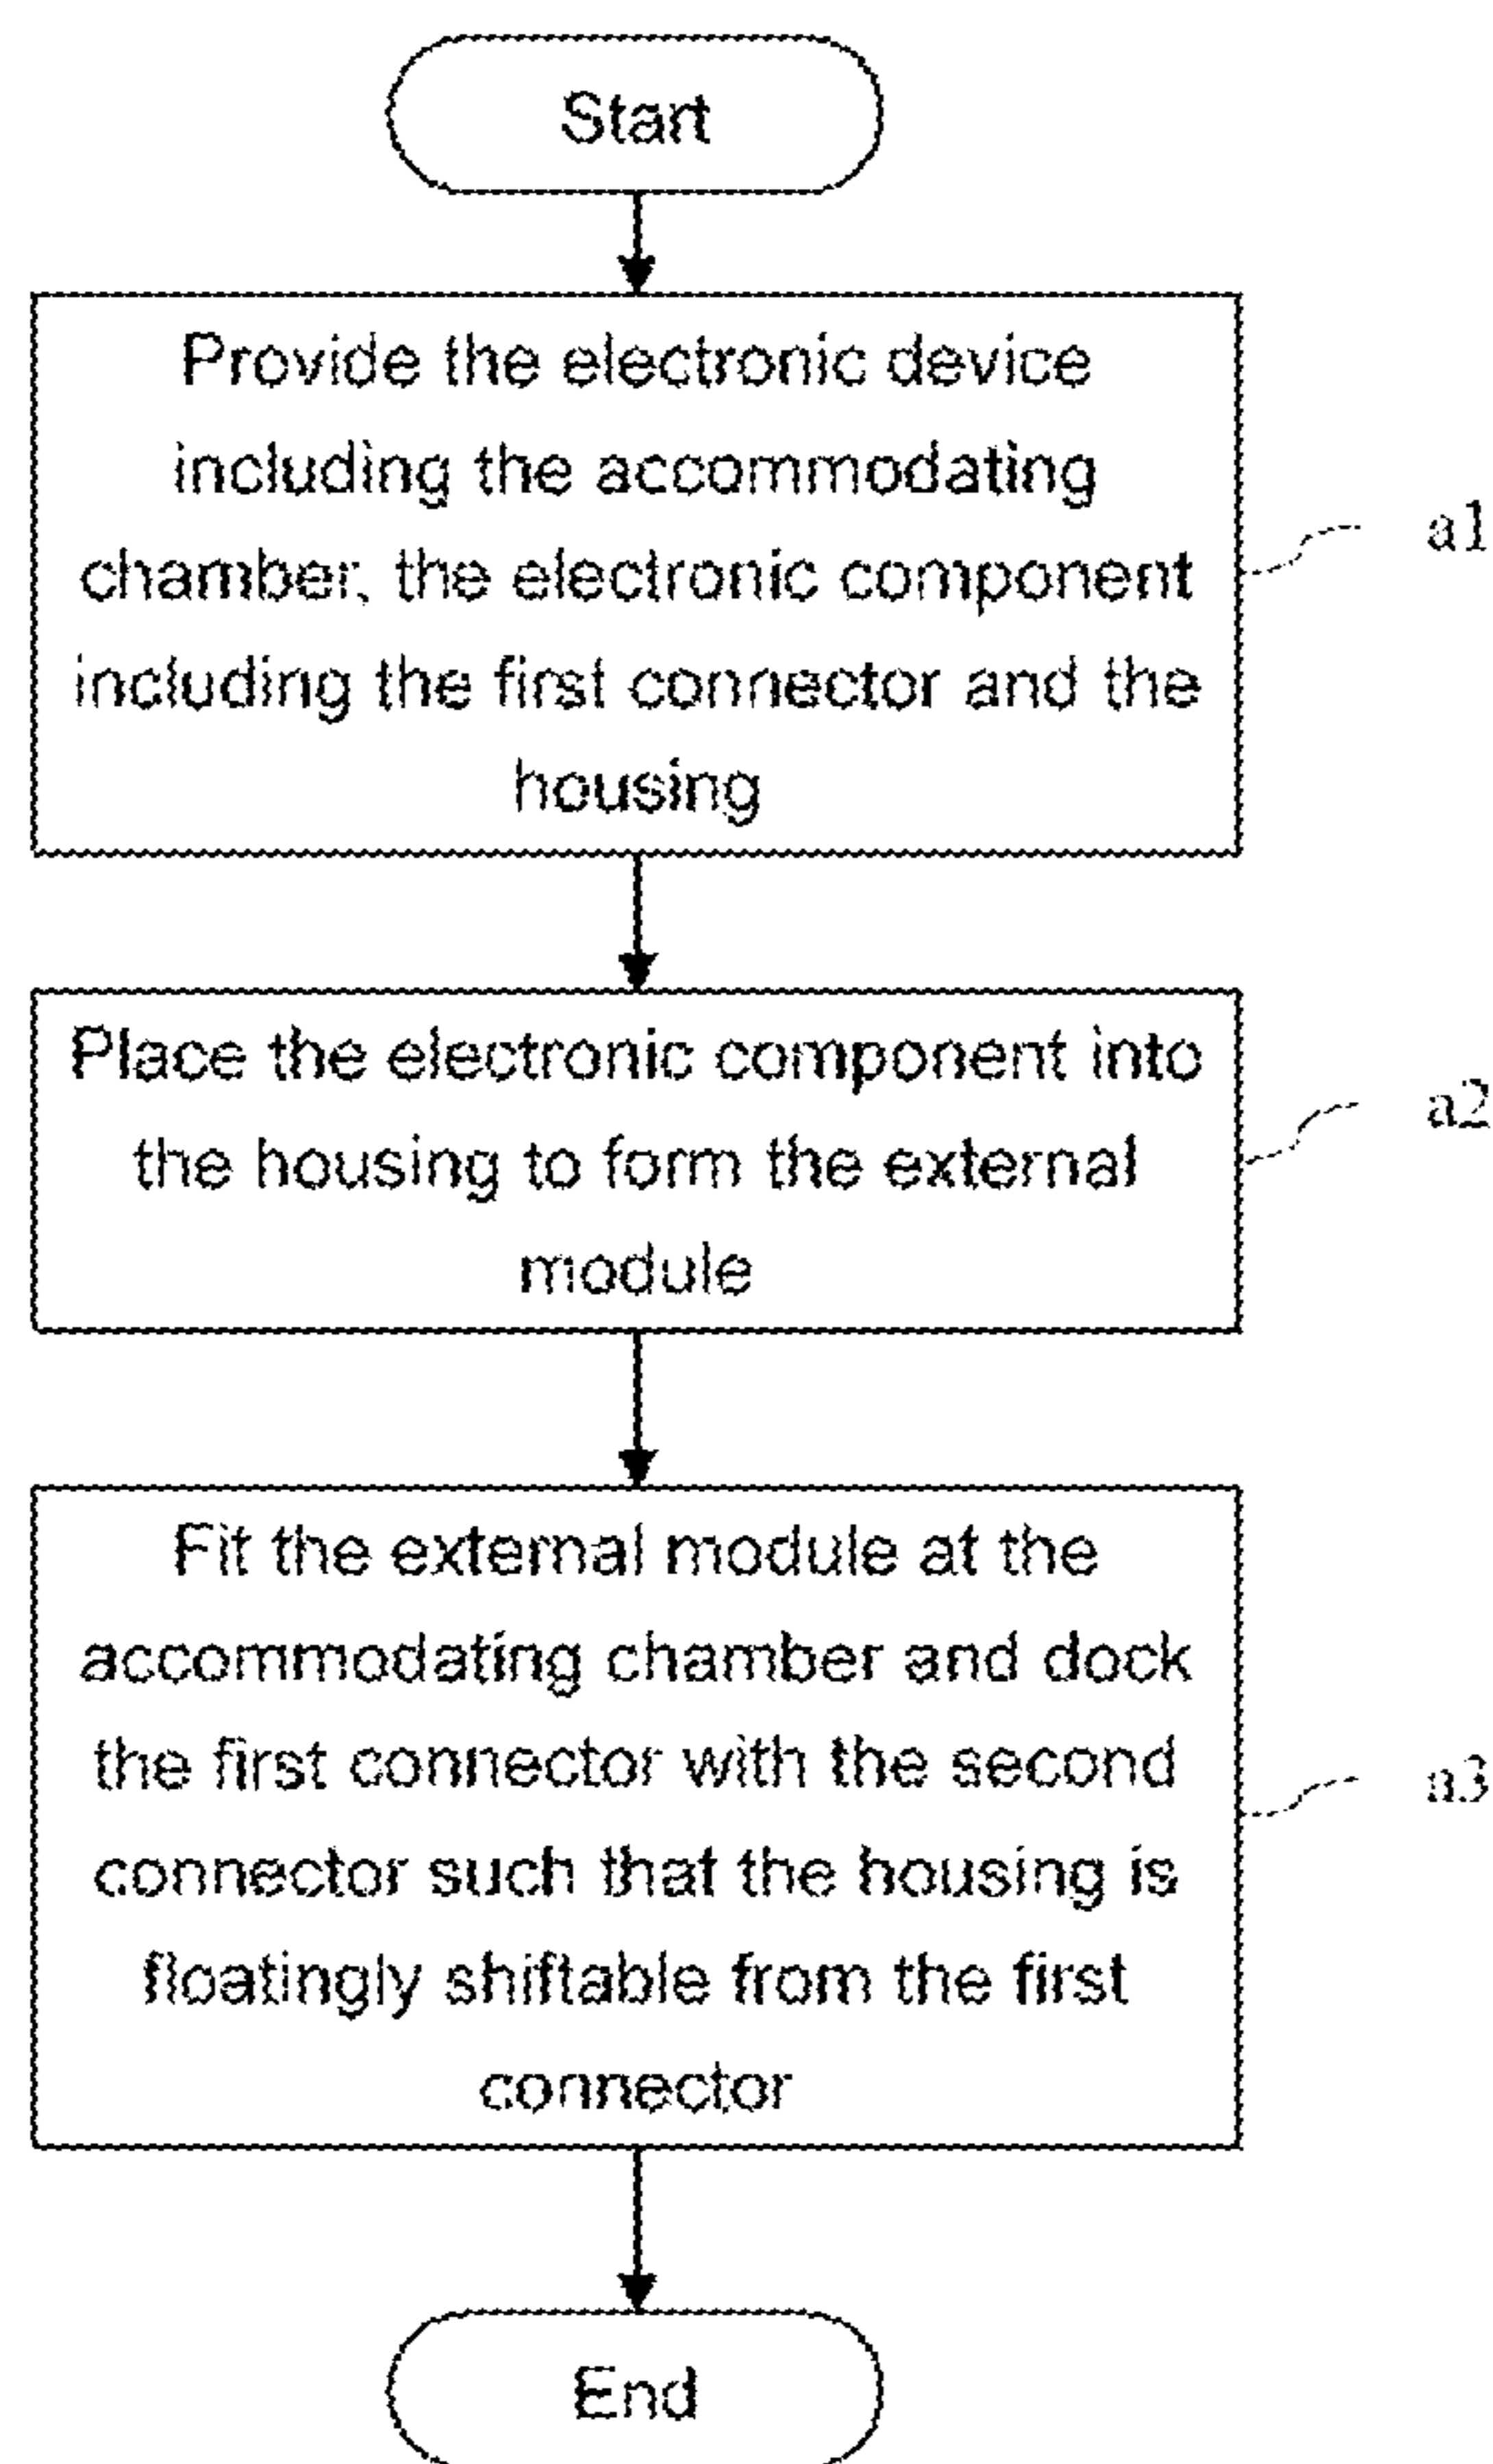 Start
Provide the electronic device
including the accommodating
chamber, the electronic component
including the first connector and the
housing
a1
Place the electronic component into
the housing to form the external
module
a2
Fit the external module at the
accommodating chamber and dock
the first connector with the second
connector such that the housing is
floatingly shiftable from the first
connector
a3
End